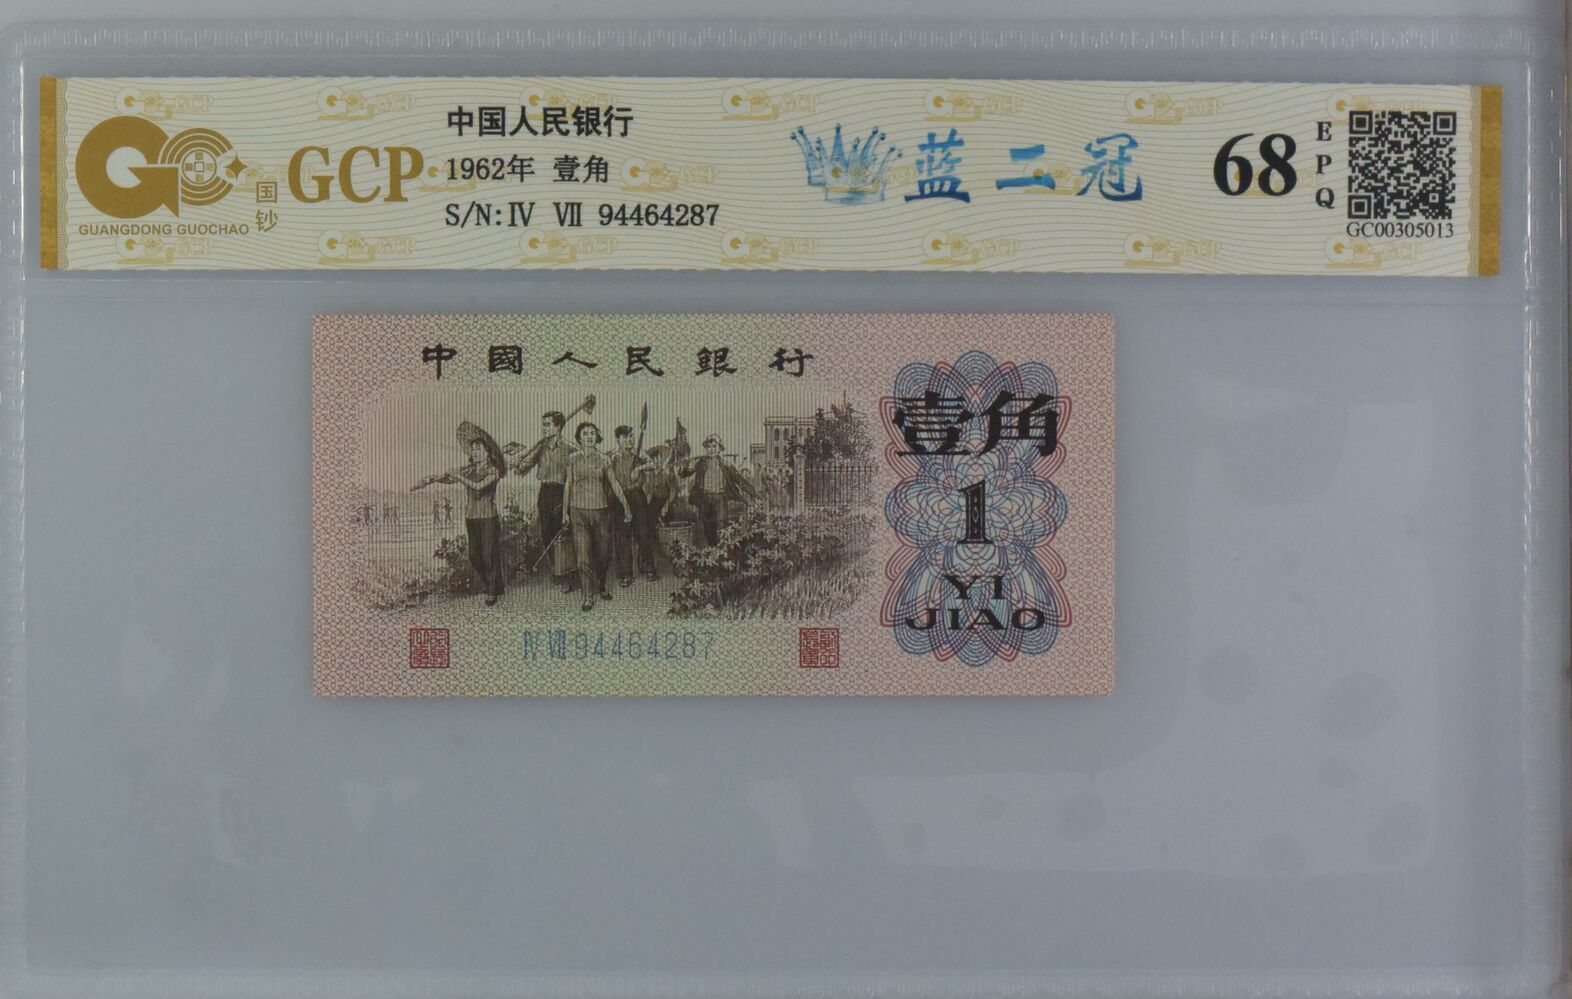 GCP
国钞
GUANGDONG GUOCHAO
中国人民银行
1962年 壹角
S/N:Ⅳ Ⅶ 94464287
蓝二冠
68
EPQ
GC00305013
中國人民銀行
壹角
1
YI
JIAO
Ⅳ Ⅶ 94464287